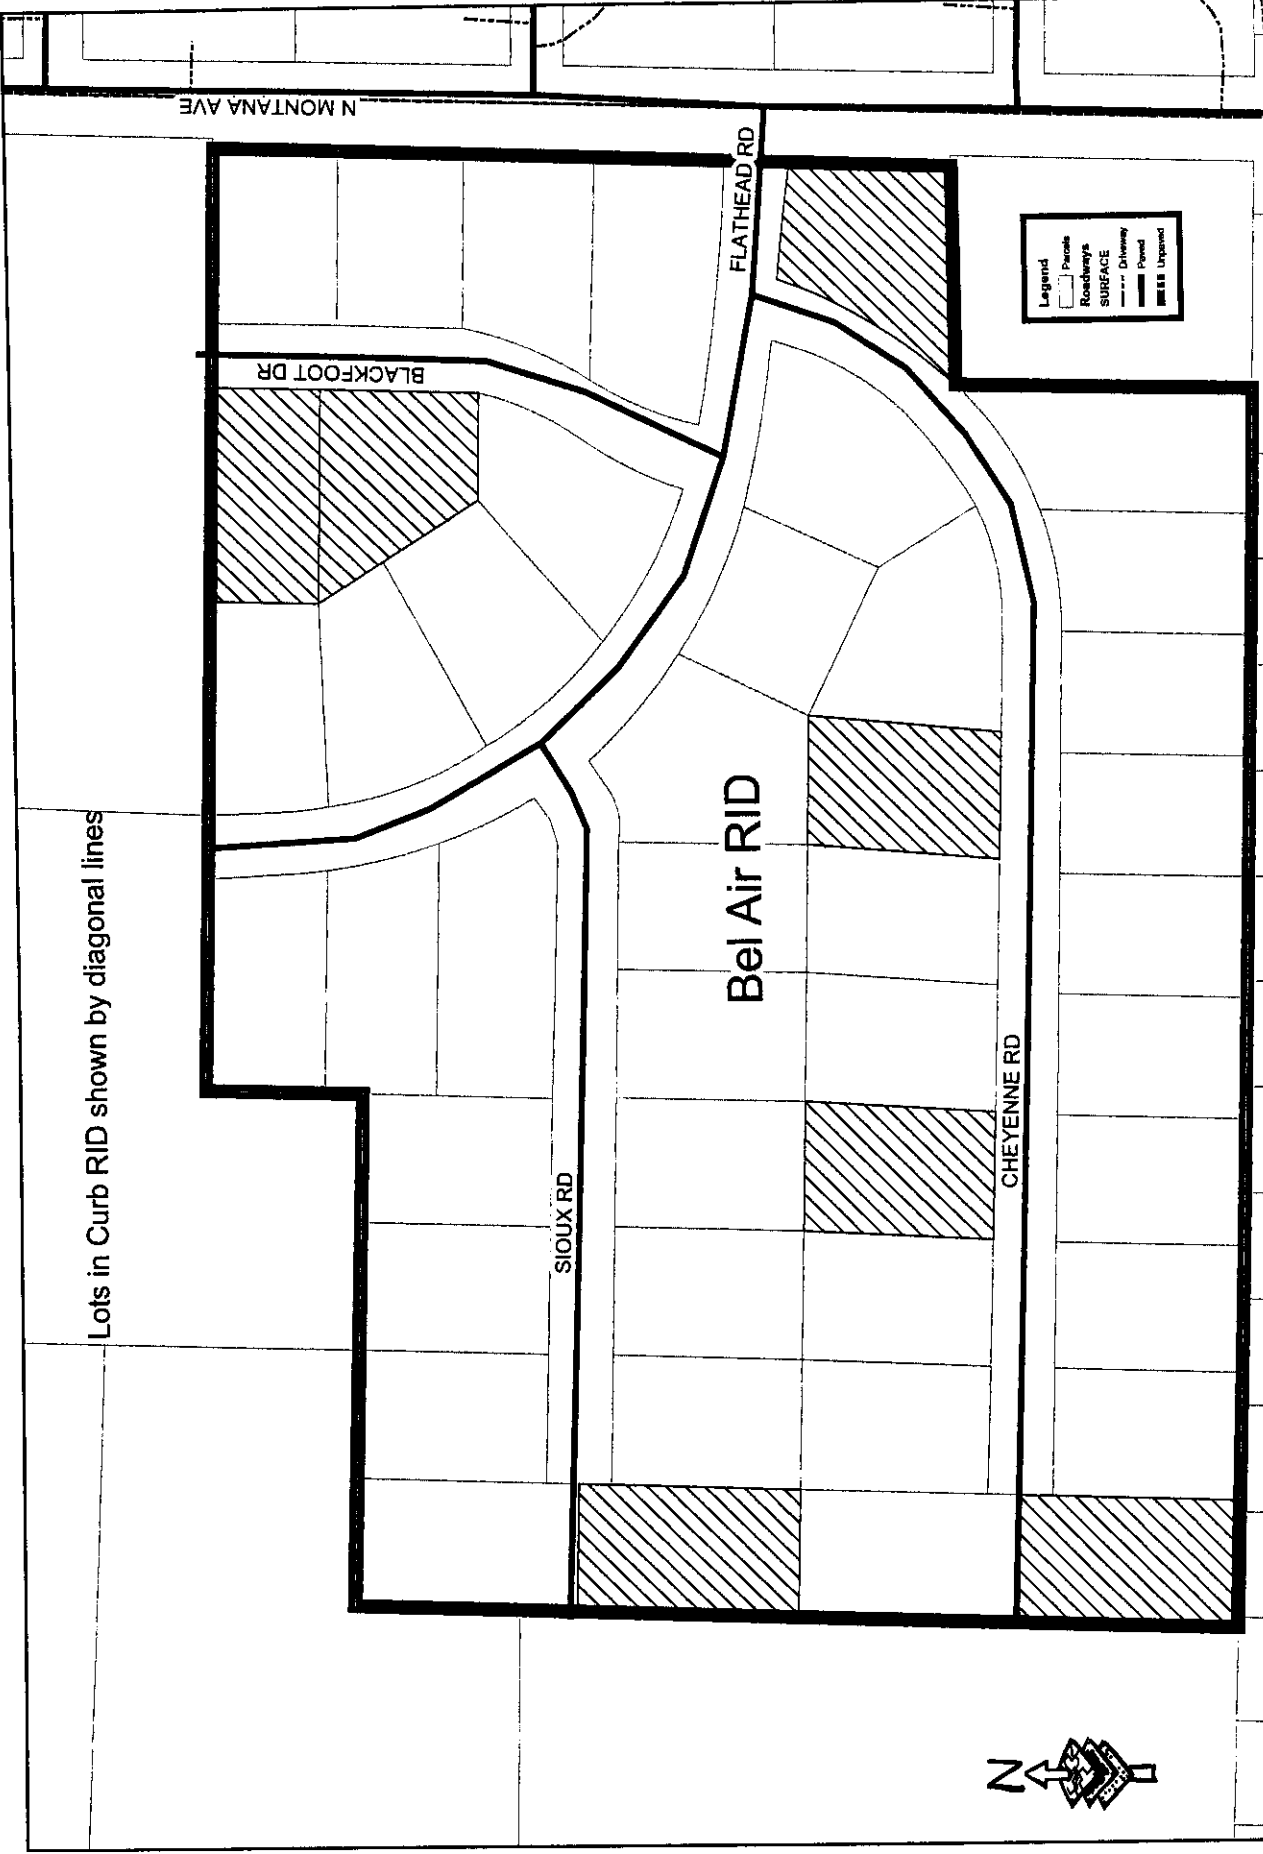 Lots in Curb RID shown by diagonal lines
N MONTANA AVE
BLACKFOOT DR
FLATHEAD RD
SIOUX RD
Bel Air RID
CHEYENNE RD
Legend
Parcels
Roadways
SURFACE
Driveway
Paved
Unpaved
N